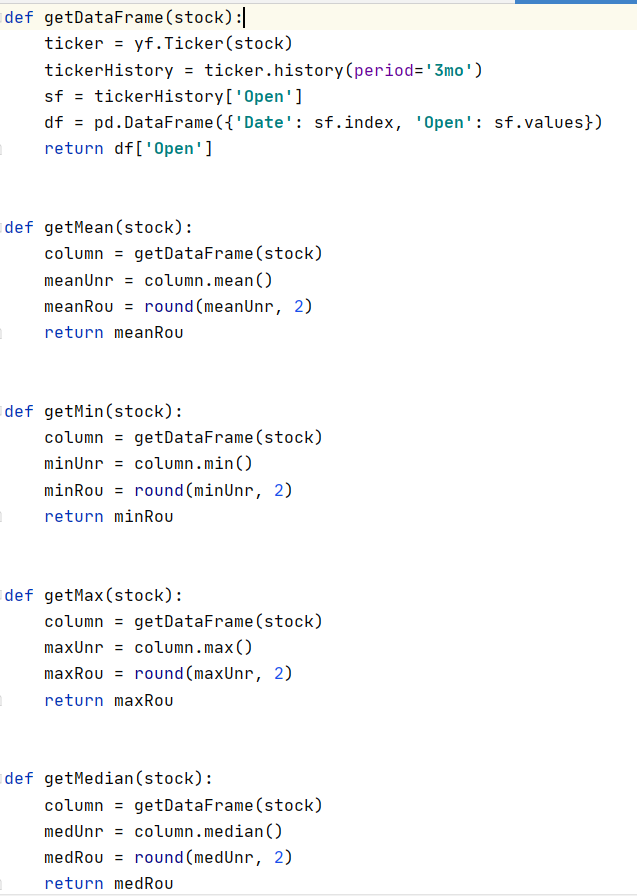 def getDataFrame(stock):
    ticker = yf.Ticker(stock)
    tickerHistory = ticker.history(period='3mo')
    sf = tickerHistory['Open']
    df = pd.DataFrame({'Date': sf.index, 'Open': sf.values})
    return df['Open']


def getMean(stock):
    column = getDataFrame(stock)
    meanUnr = column.mean()
    meanRou = round(meanUnr, 2)
    return meanRou


def getMin(stock):
    column = getDataFrame(stock)
    minUnr = column.min()
    minRou = round(minUnr, 2)
    return minRou


def getMax(stock):
    column = getDataFrame(stock)
    maxUnr = column.max()
    maxRou = round(maxUnr, 2)
    return maxRou


def getMedian(stock):
    column = getDataFrame(stock)
    medUnr = column.median()
    medRou = round(medUnr, 2)
    return medRou